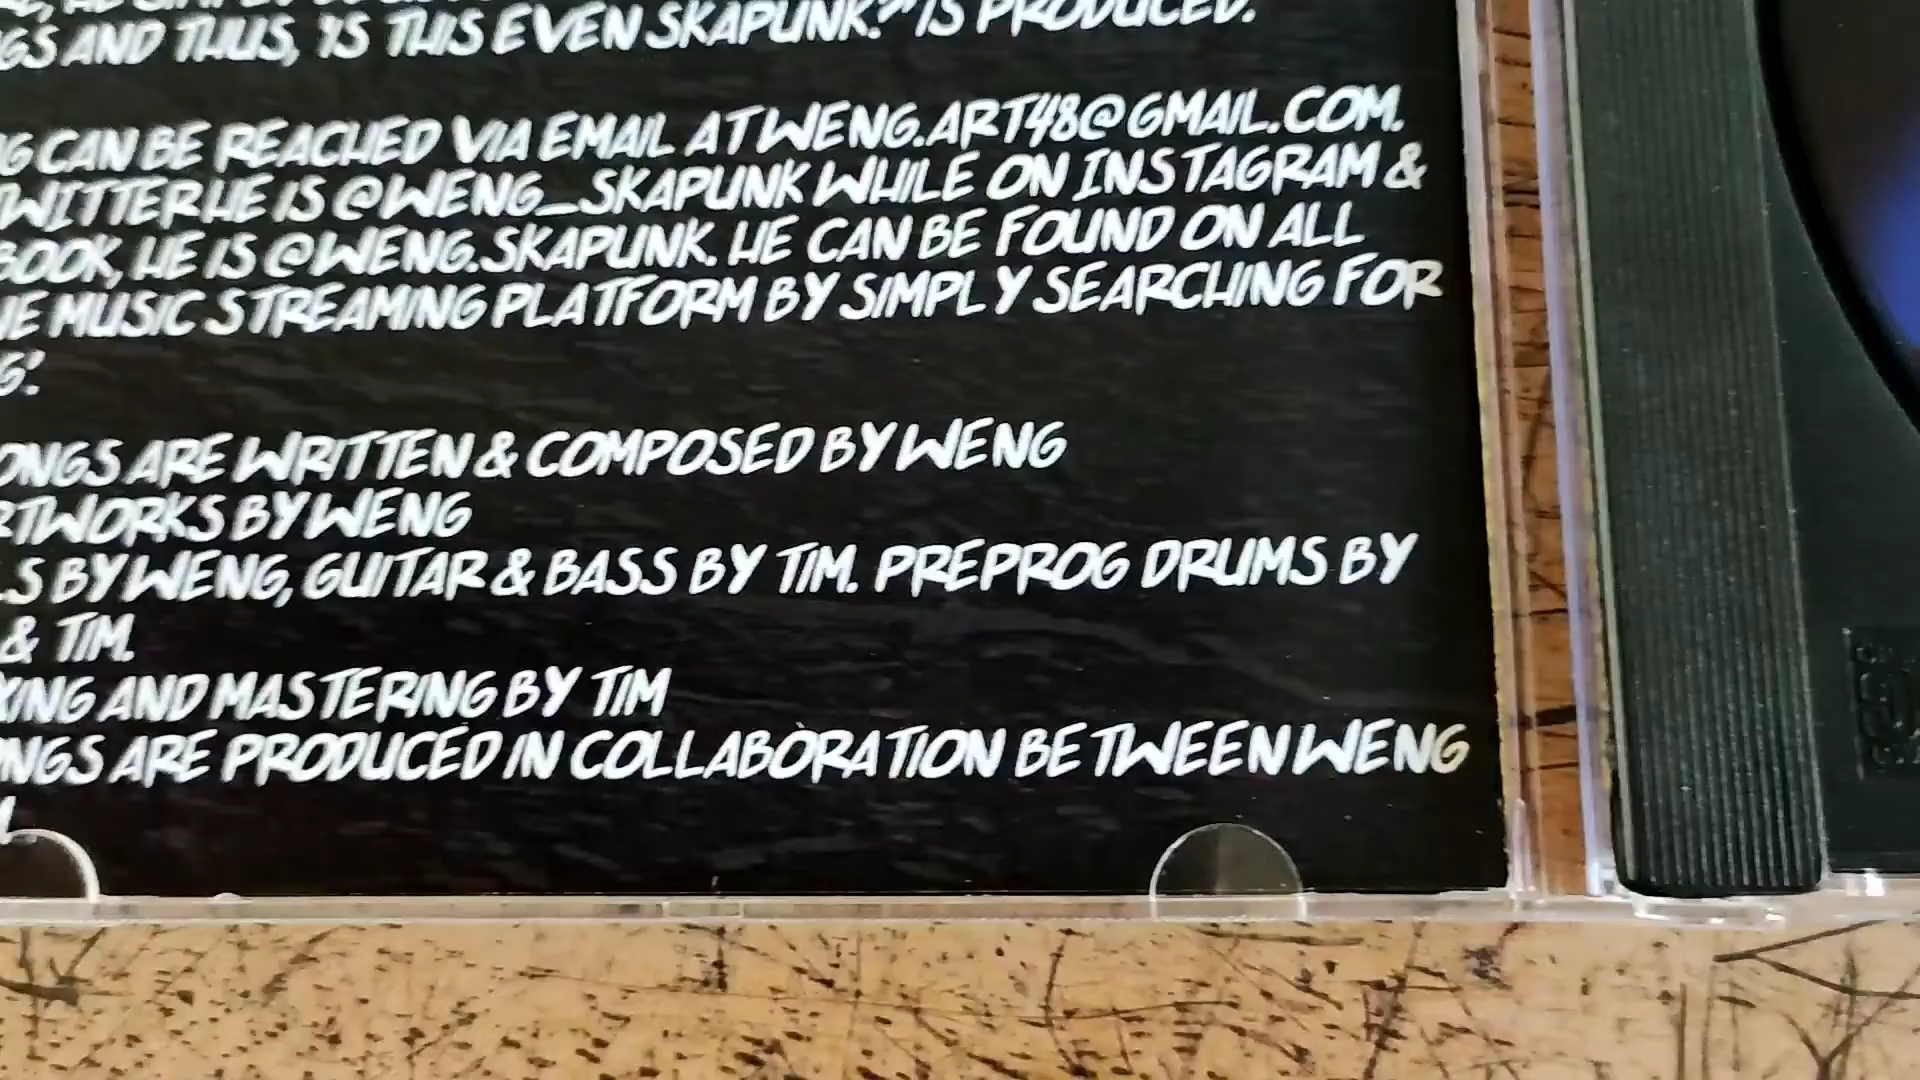 GS AND THUS, 'IS THIS EVEN SKAPUNK?" IS PRODUCED.
G CAN BE REACHED VIA EMAIL AT WENG.ART48@GMAIL.COM.
TWITTER HE IS @WENG_SKAPUNK WHILE ON INSTAGRAM &
BOOK, HE IS @WENG.SKAPUNK. HE CAN BE FOUND ON ALL
NE MUSIC STREAMING PLATFORM BY SIMPLY SEARCHING FOR
G'.
ONGS ARE WRITTEN & COMPOSED BY WENG
RTWORKS BY WENG
LS BY WENG, GUITAR & BASS BY TIM. PREPROG DRUMS BY
& TIM.
XING AND MASTERING BY TIM
NGS ARE PRODUCED IN COLLABORATION BETWEEN WENG